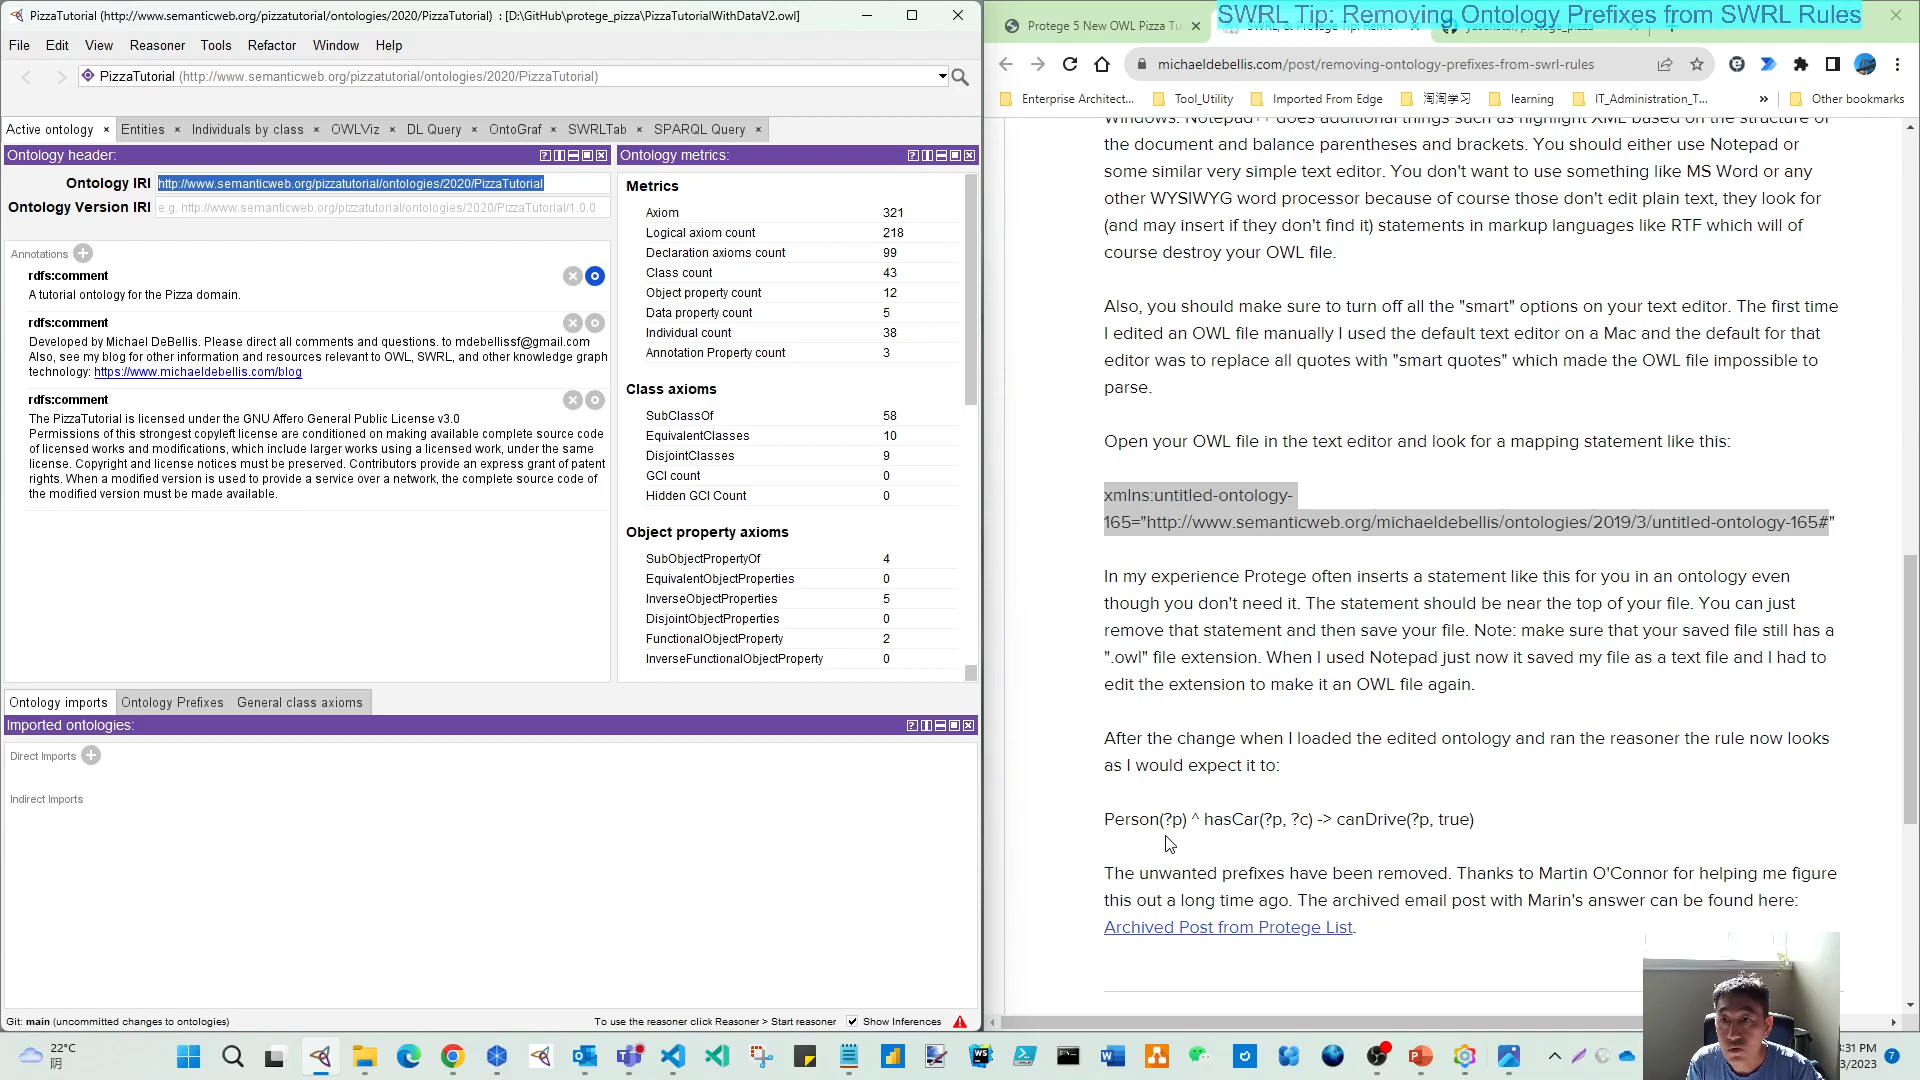 PizzaTutorial (http://www.semanticweb.org/pizzatutorial/ontologies/2020/PizzaTutorial)  : [D:\GitHub\protege_pizza\PizzaTutorialWithDataV2.owl]
File Edit View Reasoner Tools Refactor Window Help
PizzaTutorial (http://www.semanticweb.org/pizzatutorial/ontologies/2020/PizzaTutorial)
Active ontology × Entities × Individuals by class × OWLViz × DL Query × OntoGraf × SWRLTab × SPARQL Query ×
Ontology header:
Ontology IRI http://www.semanticweb.org/pizzatutorial/ontologies/2020/PizzaTutorial
Ontology Version IRI e.g. http://www.semanticweb.org/pizzatutorial/ontologies/2020/PizzaTutorial/1.0.0
Annotations
rdfs:comment
A tutorial ontology for the Pizza domain.
rdfs:comment
Developed by Michael DeBellis. Please direct all comments and questions. to mdebellissf@gmail.com
Also, see my blog for other information and resources relevant to OWL, SWRL, and other knowledge graph
technology: https://www.michaeldebellis.com/blog
rdfs:comment
The PizzaTutorial is licensed under the GNU Affero General Public License v3.0
Permissions of this strongest copyleft license are conditioned on making available complete source code
of licensed works and modifications, which include larger works using a licensed work, under the same
license. Copyright and license notices must be preserved. Contributors provide an express grant of patent
rights. When a modified version is used to provide a service over a network, the complete source code of
the modified version must be made available.
Ontology metrics:
Metrics
Axiom 321
Logical axiom count 218
Declaration axioms count 99
Class count 43
Object property count 12
Data property count 5
Individual count 38
Annotation Property count 3
Class axioms
SubClassOf 58
EquivalentClasses 10
DisjointClasses 9
GCI count 0
Hidden GCI Count 0
Object property axioms
SubObjectPropertyOf 4
EquivalentObjectProperties 0
InverseObjectProperties 5
DisjointObjectProperties 0
FunctionalObjectProperty 2
InverseFunctionalObjectProperty 0
Ontology imports Ontology Prefixes General class axioms
Imported ontologies:
Direct Imports
Indirect Imports
Git: main (uncommitted changes to ontologies) To use the reasoner click Reasoner > Start reasoner Show Inferences
SWRL Tip: Removing Ontology Prefixes from SWRL Rules
Protege 5 New OWL Pizza Tu
michaeldebellis.com/post/removing-ontology-prefixes-from-swrl-rules
Enterprise Architect... Tool_Utility Imported From Edge 淘淘学习 learning IT_Administration_T... » Other bookmarks
Windows. Notepad++ does additional things such as highlight XML based on the structure of
the document and balance parentheses and brackets. You should either use Notepad or
some similar very simple text editor. You don't want to use something like MS Word or any
other WYSIWYG word processor because of course those don't edit plain text, they look for
(and may insert if they don't find it) statements in markup languages like RTF which will of
course destroy your OWL file.
Also, you should make sure to turn off all the "smart" options on your text editor. The first time
I edited an OWL file manually I used the default text editor on a Mac and the default for that
editor was to replace all quotes with "smart quotes" which made the OWL file impossible to
parse.
Open your OWL file in the text editor and look for a mapping statement like this:
xmlns:untitled-ontology-
165="http://www.semanticweb.org/michaeldebellis/ontologies/2019/3/untitled-ontology-165#"
In my experience Protege often inserts a statement like this for you in an ontology even
though you don't need it. The statement should be near the top of your file. You can just
remove that statement and then save your file. Note: make sure that your saved file still has a
".owl" file extension. When I used Notepad just now it saved my file as a text file and I had to
edit the extension to make it an OWL file again.
After the change when I loaded the edited ontology and ran the reasoner the rule now looks
as I would expect it to:
Person(?p) ^ hasCar(?p, ?c) -> canDrive(?p, true)
The unwanted prefixes have been removed. Thanks to Martin O'Connor for helping me figure
this out a long time ago. The archived email post with Marin's answer can be found here:
Archived Post from Protege List.
22°C
阴
:31 PM
/3/2023
7